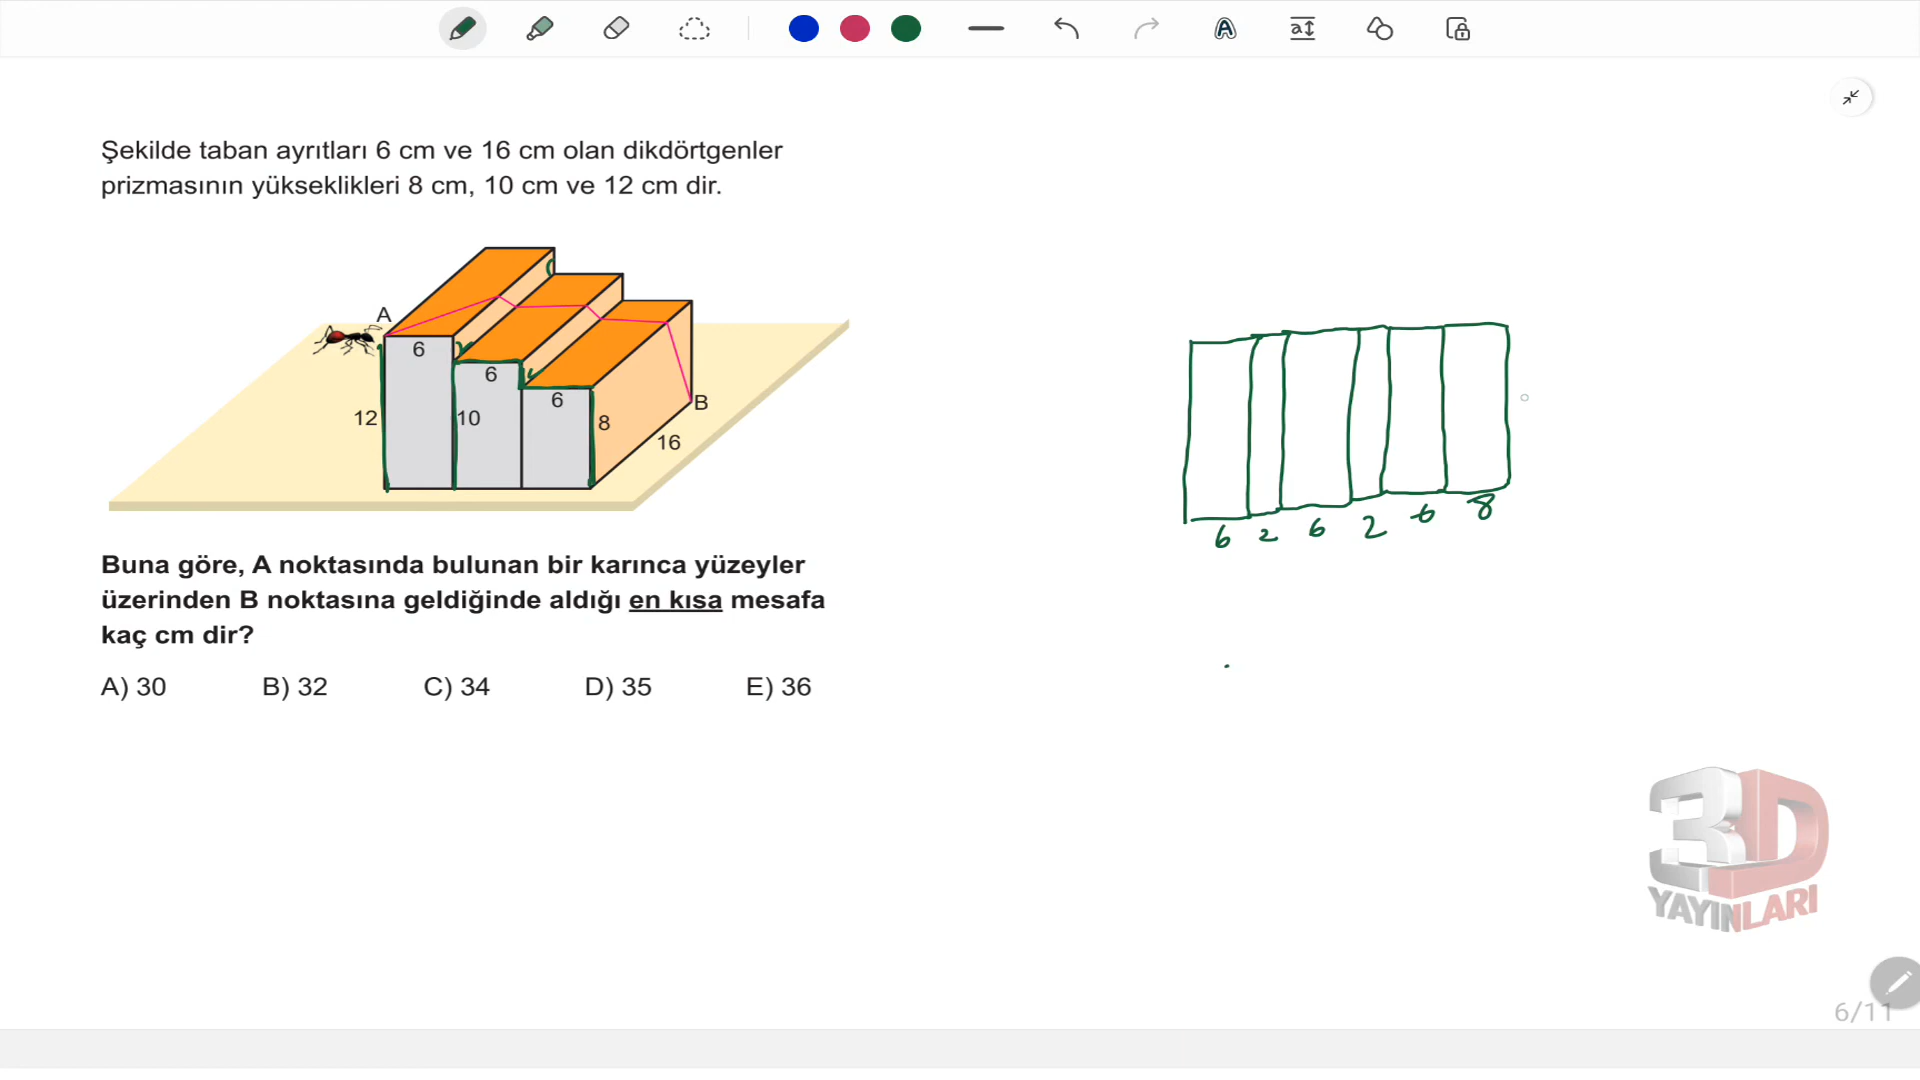 Şekilde taban ayrıtları 6 cm ve 16 cm olan dikdörtgenler
prizmasının yükseklikleri 8 cm, 10 cm ve 12 cm dir.
A
6
6
6
12
10
8
B
16
6 2 6 2 6 8
Buna göre, A noktasında bulunan bir karınca yüzeyler
üzerinden B noktasına geldiğinde aldığı en kısa mesafa
kaç cm dir?
A) 30 B) 32 C) 34 D) 35 E) 36
3D
YAYINLARI
6/11